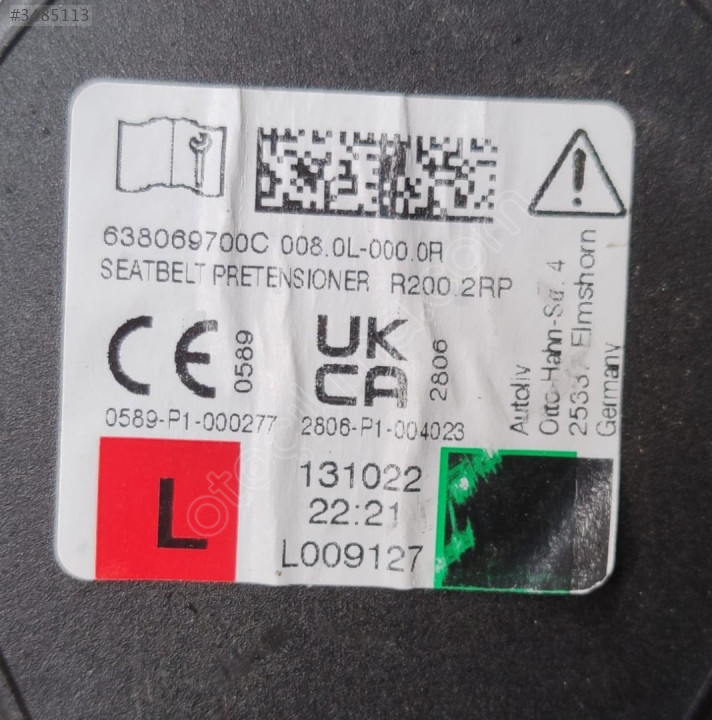 #3485113
638069700C 008.0L-000.0R
SEATBELT PRETENSIONER R200.2RP
CE 0589
UK CA 2806
0589-P1-000277 2806-P1-004023
Autoliv
Otto-Hahn-Str. 4
25337 Elmshorn
Germany
L
131022
22:21
L009127